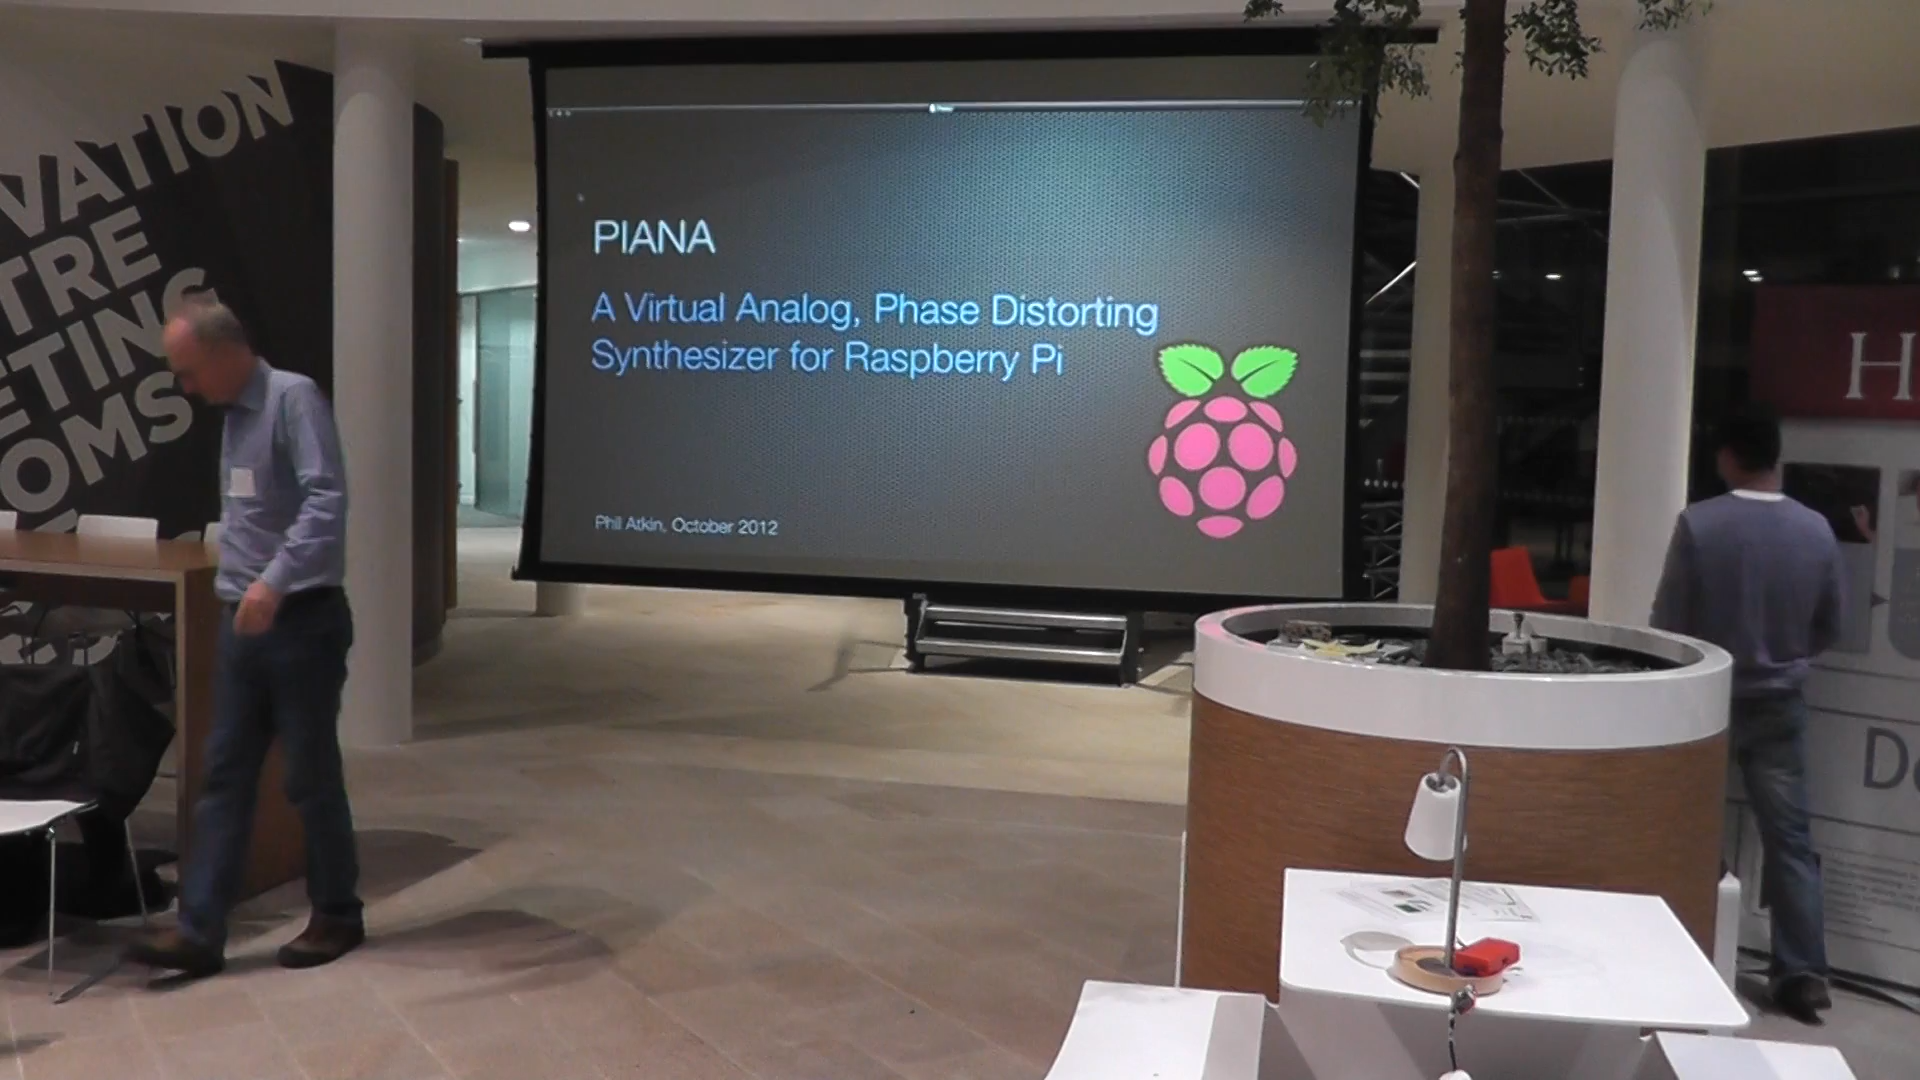 VATION
TRE
ETING
OMS
PIANA
A Virtual Analog, Phase Distorting
Synthesizer for Raspberry Pi
Phil Atkin, October 2012
H
De